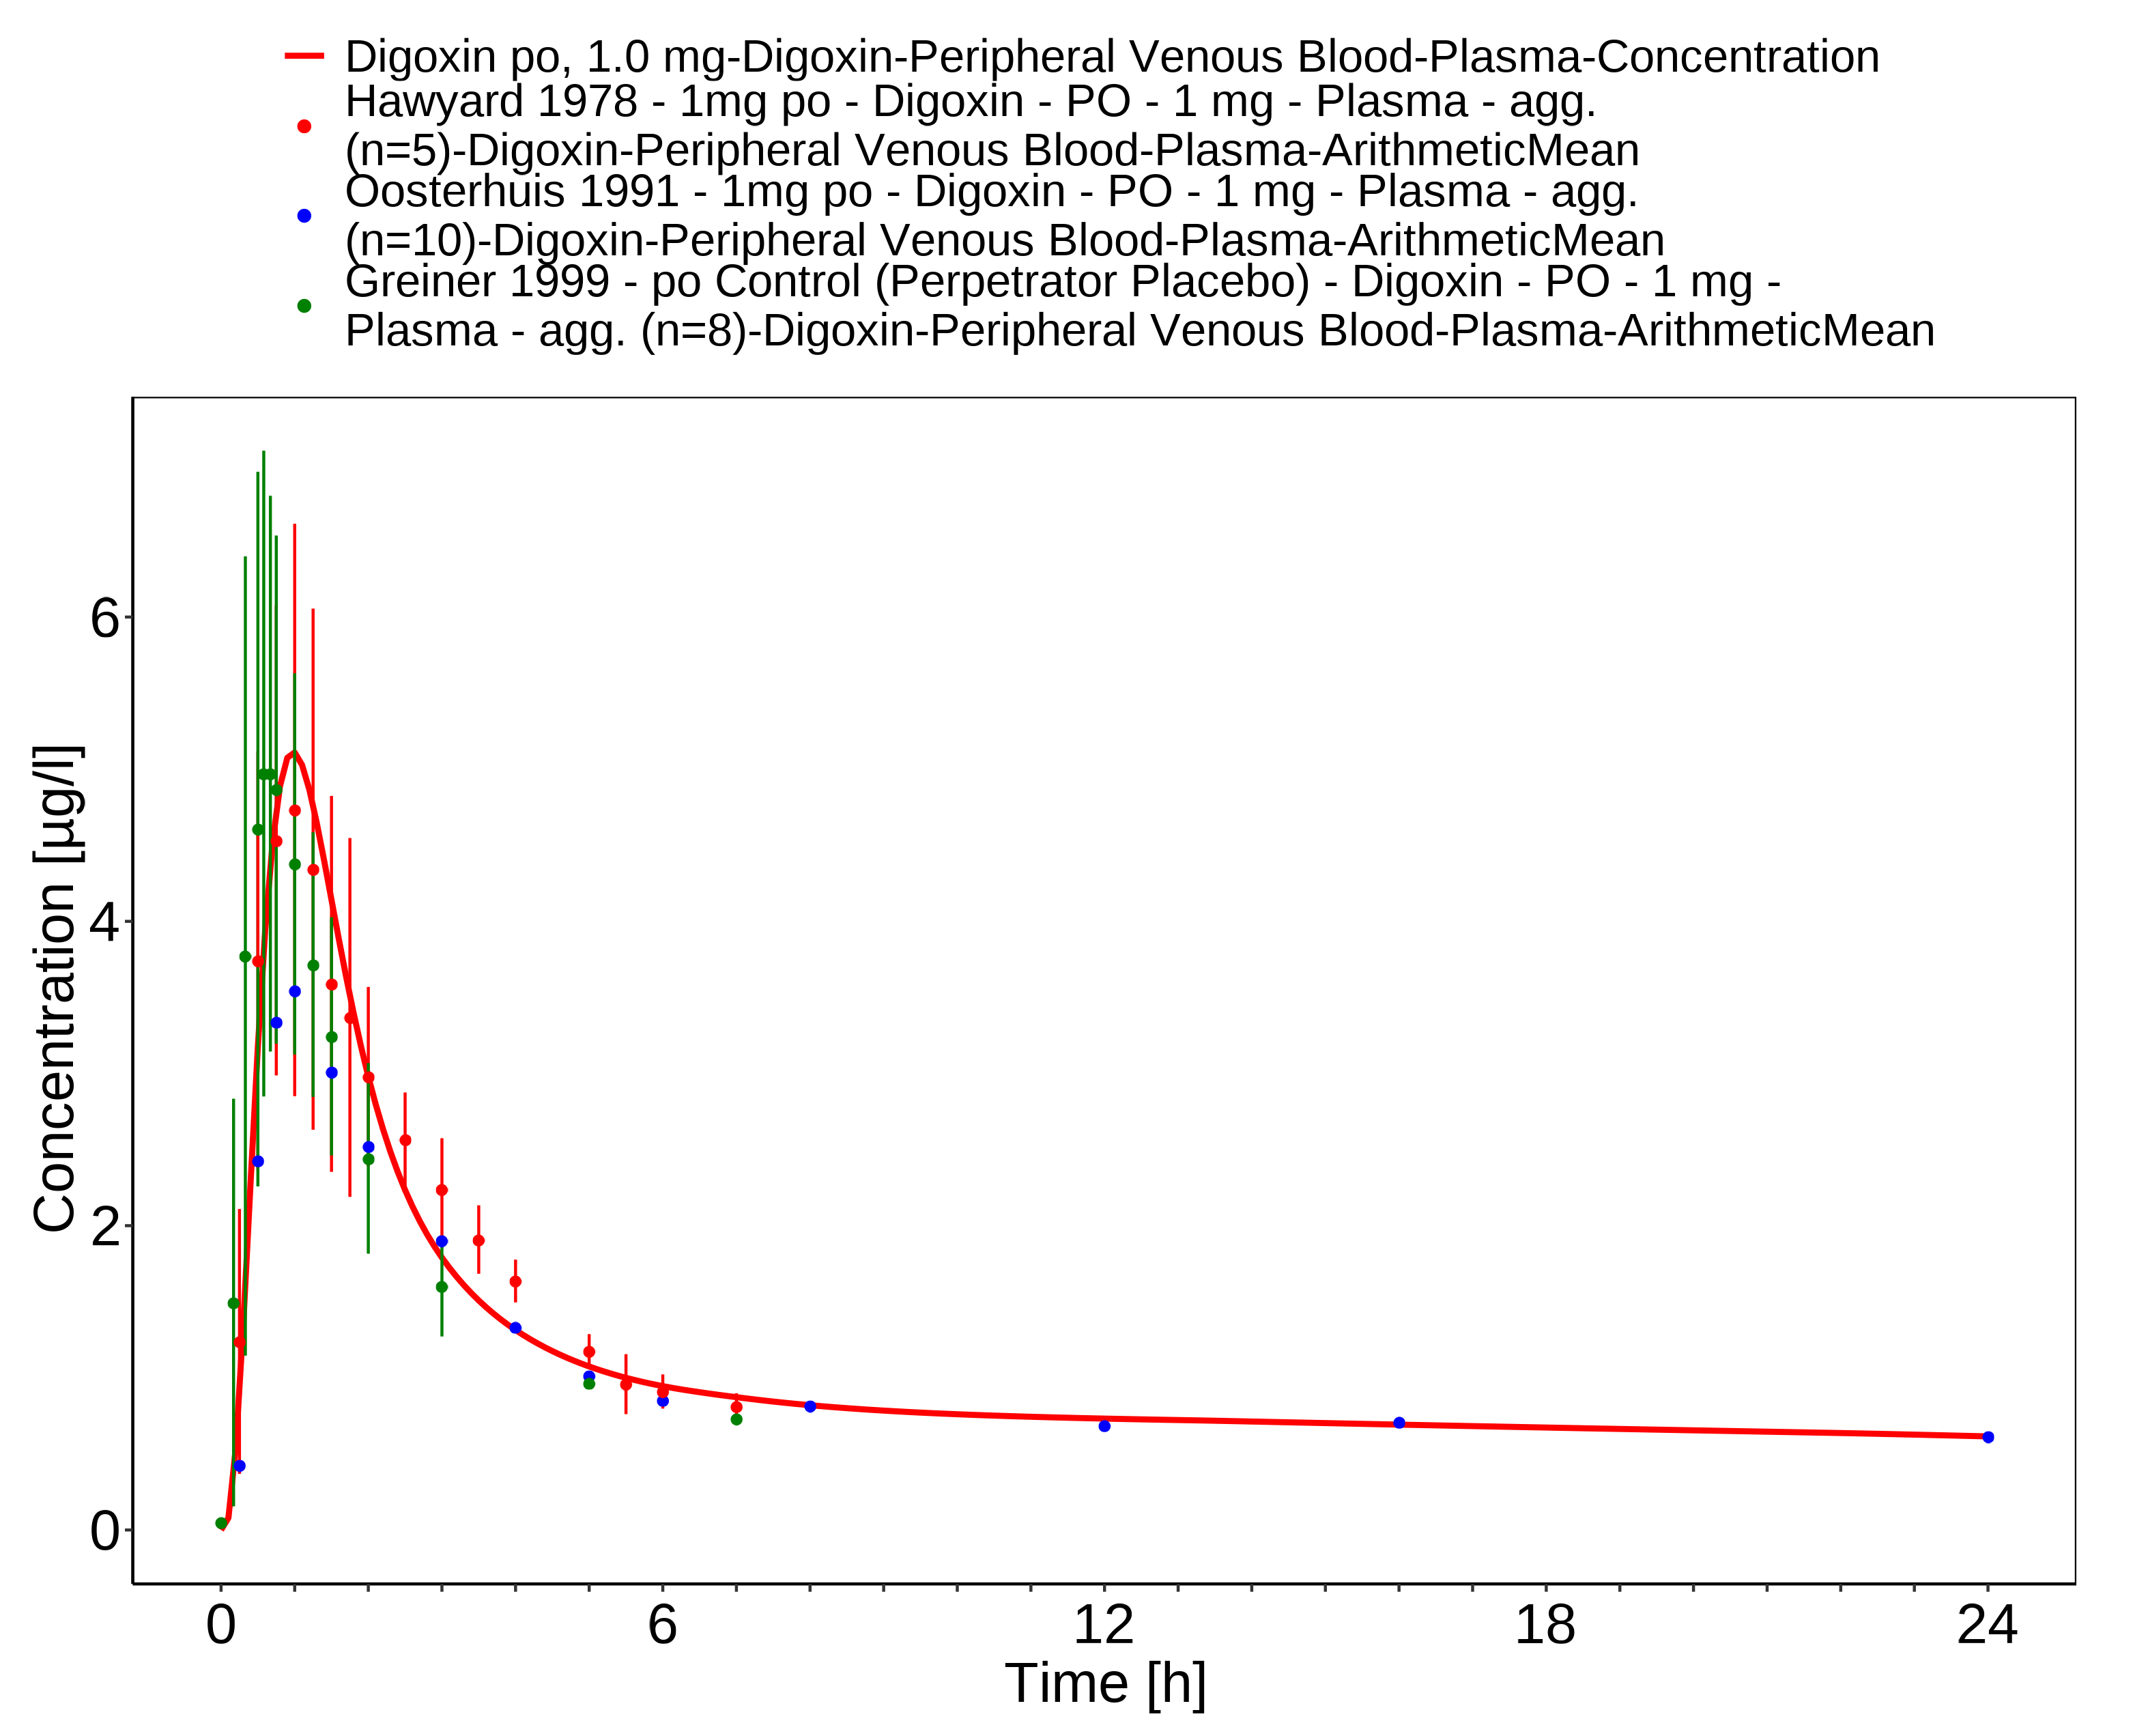 Digoxin po, 1.0 mg-Digoxin-Peripheral Venous Blood-Plasma-Concentration
Hawyard 1978 - 1mg po - Digoxin - PO - 1 mg - Plasma - agg.
(n=5)-Digoxin-Peripheral Venous Blood-Plasma-ArithmeticMean
Oosterhuis 1991 - 1mg po - Digoxin - PO - 1 mg - Plasma - agg.
(n=10)-Digoxin-Peripheral Venous Blood-Plasma-ArithmeticMean
Greiner 1999 - po Control (Perpetrator Placebo) - Digoxin - PO - 1 mg -
Plasma - agg. (n=8)-Digoxin-Peripheral Venous Blood-Plasma-ArithmeticMean
Concentration [µg/l]
6
4
2
0
0 6 12 18 24
Time [h]